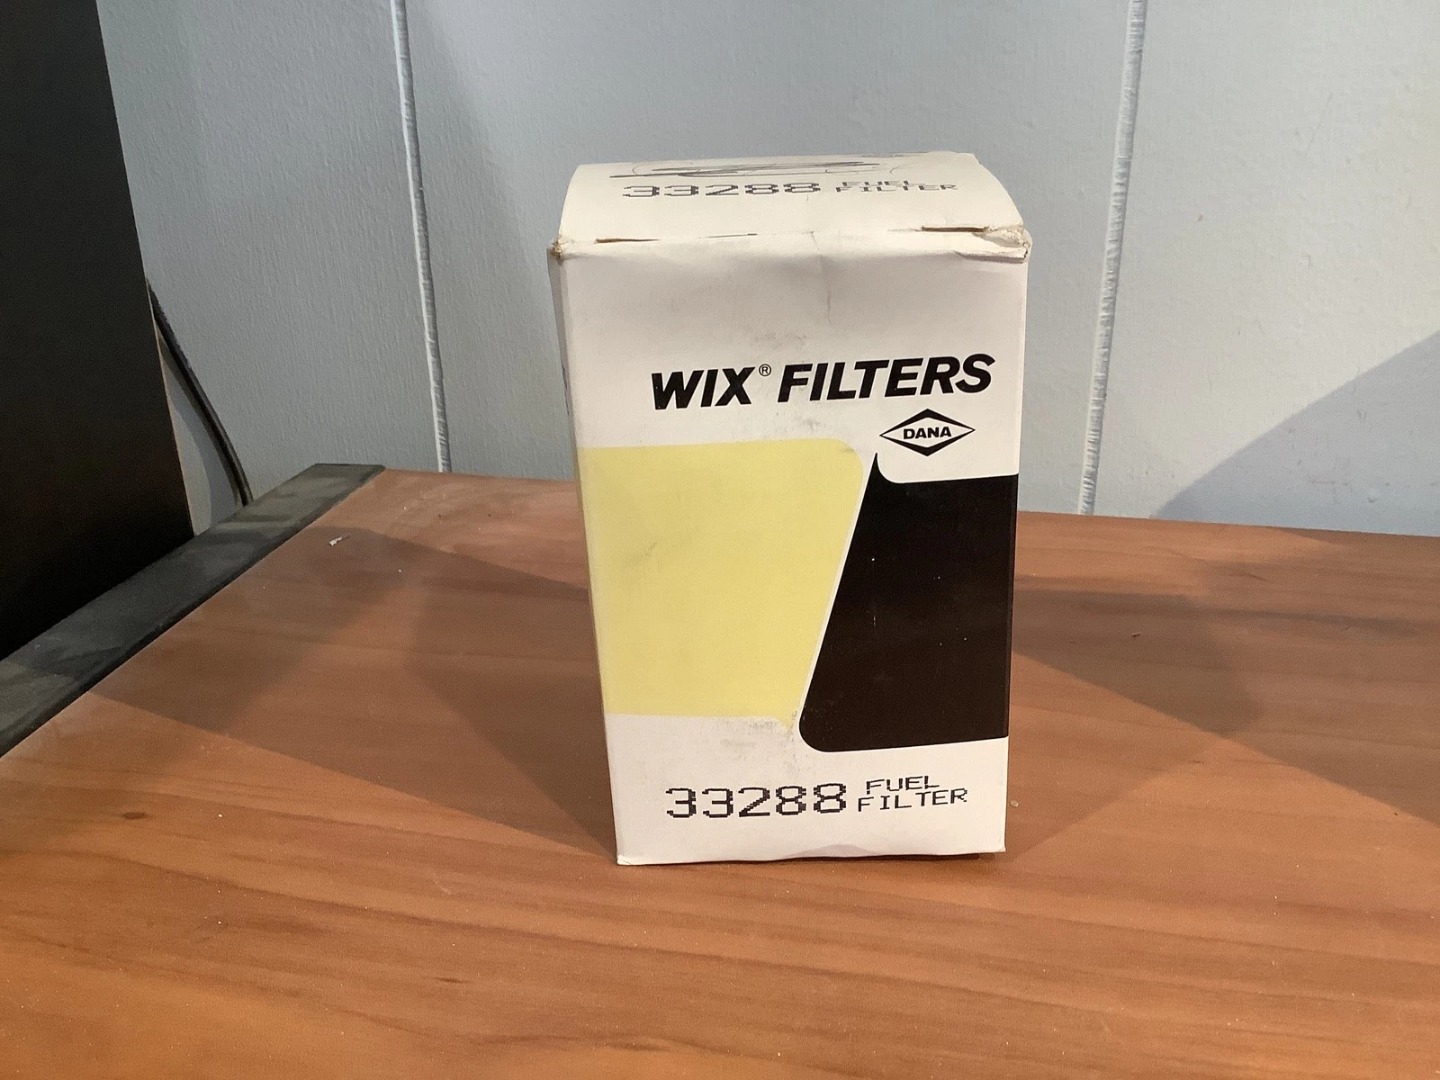 33288 FUEL
FILTER
WIX® FILTERS
DANA
33288 FUEL
FILTER